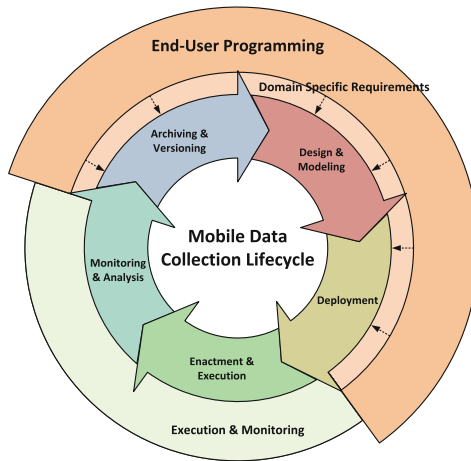 End-User Programming
Domain Specific Requirements
Archiving &
Versioning
Design &
Modeling
Mobile Data
Collection Lifecycle
Monitoring
& Analysis
Deployment
Enactment &
Execution
Execution & Monitoring